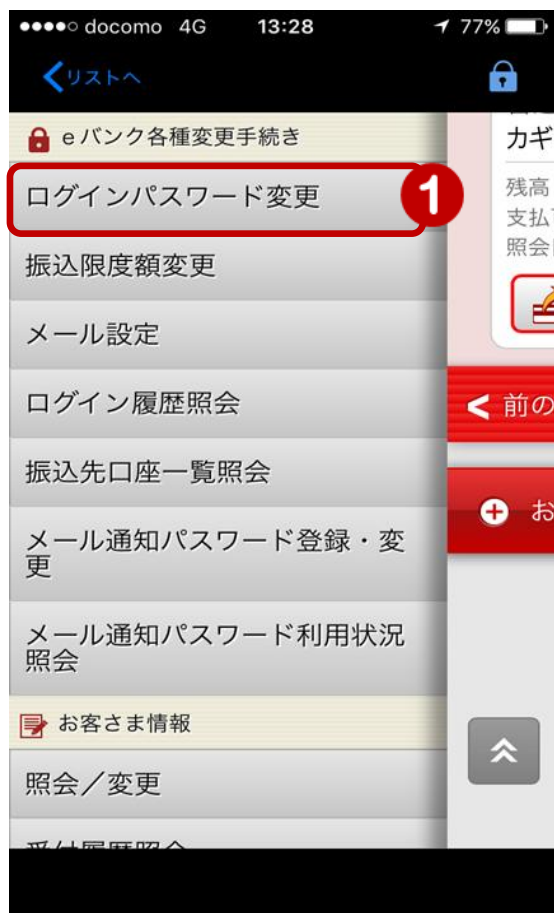 docomo 4G 13:28 77%
リストへ
eバンク各種変更手続き
ログインパスワード変更
1
振込限度額変更
メール設定
ログイン履歴照会
振込先口座一覧照会
メール通知パスワード登録・変
更
メール通知パスワード利用状況
照会
お客さま情報
照会／変更
カギ
残高
支払
照会
前の
お